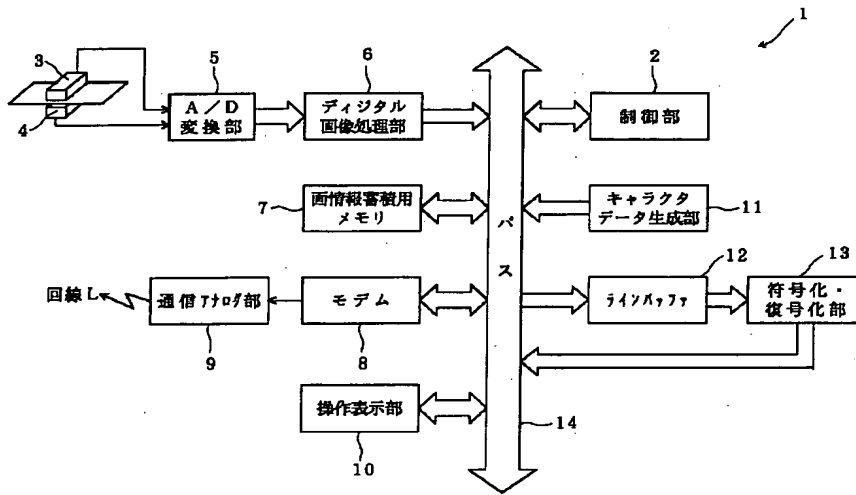 1
3
4
5
A/D
変換部
6
ディジタル
画像処理部
2
制御部
7
画情報蓄積用
メモリ
バス
キャラクタ
データ生成部
11
回線L
通信アナログ部
9
モデム
8
12
ラインバッファ
13
符号化・
復号化部
操作表示部
10
14